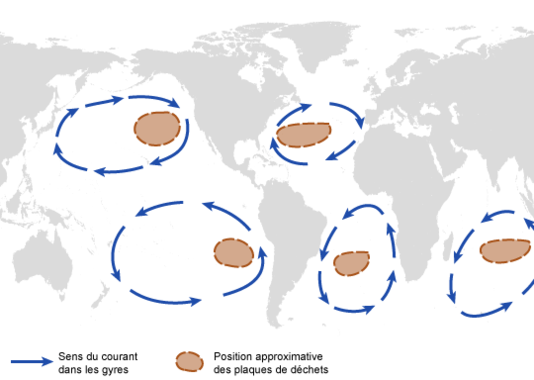 Sens du courant
dans les gyres
Position approximative
des plaques de déchets